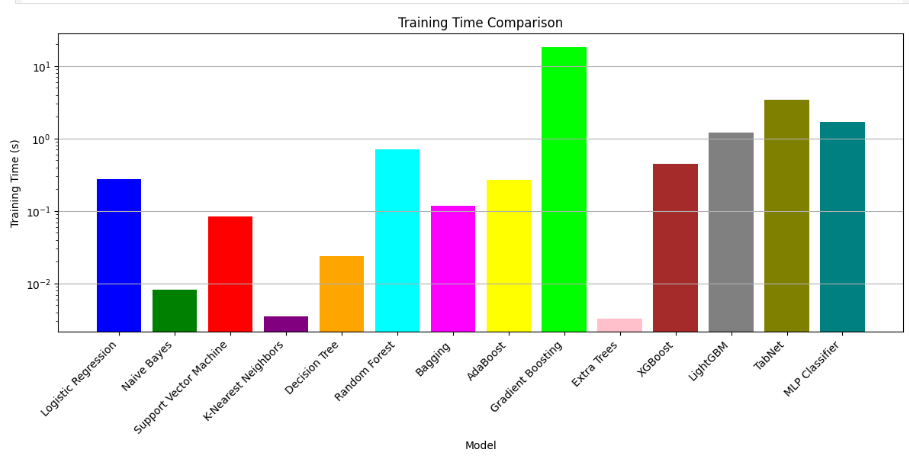 Training Time Comparison
Training Time (s)
10¹
10⁰
10⁻¹
10⁻²
Logistic Regression
Naive Bayes
Support Vector Machine
K-Nearest Neighbors
Decision Tree
Random Forest
Bagging
AdaBoost
Gradient Boosting
Extra Trees
XGBoost
LightGBM
TabNet
MLP Classifier
Model